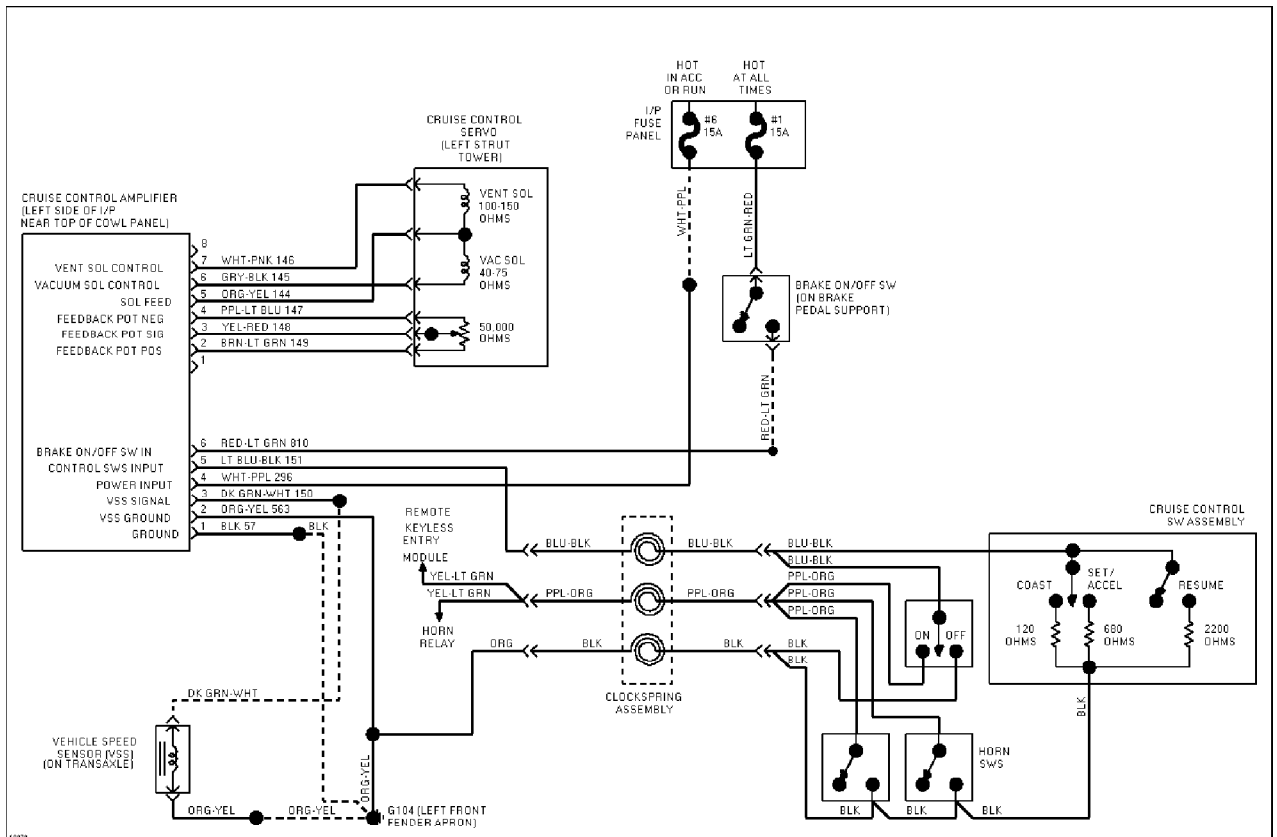 HOT
IN ACC
OR RUN
HOT
AT ALL
TIMES
I/P
FUSE
PANEL
#6
15A
#1
15A
CRUISE CONTROL
SERVO
(LEFT STRUT
TOWER)
CRUISE CONTROL AMPLIFIER
(LEFT SIDE OF I/P
NEAR TOP OF COWL PANEL)
VENT SOL
100-150
OHMS
VAC SOL
40-75
OHMS
50,000
OHMS
WHT-PPL
LT GRN-RED
BRAKE ON/OFF SW
(ON BRAKE
PEDAL SUPPORT)
RED-LT GRN
8
VENT SOL CONTROL 7 WHT-PNK 146
VACUUM SOL CONTROL 6 GRY-BLK 145
SOL FEED 5 ORG-YEL 144
FEEDBACK POT NEG 4 PPL-LT BLU 147
FEEDBACK POT SIG 3 YEL-RED 148
FEEDBACK POT POS 2 BRN-LT GRN 149
1
BRAKE ON/OFF SW IN 6 RED-LT GRN 810
CONTROL SWS INPUT 5 LT BLU-BLK 151
POWER INPUT 4 WHT-PPL 296
VSS SIGNAL 3 DK GRN-WHT 150
VSS GROUND 2 ORG-YEL 563
GROUND 1 BLK 57 BLK
REMOTE
KEYLESS
ENTRY
MODULE
YEL-LT GRN
YEL-LT GRN
HORN
RELAY
BLU-BLK
BLU-BLK
BLU-BLK
BLU-BLK
PPL-ORG
PPL-ORG
PPL-ORG
PPL-ORG
PPL-ORG
ORG
BLK
BLK
BLK
BLK
CLOCKSPRING
ASSEMBLY
CRUISE CONTROL
SW ASSEMBLY
COAST
SET/
ACCEL
RESUME
120
OHMS
680
OHMS
2200
OHMS
ON
OFF
BLK
HORN
SWS
BLK
BLK
BLK
DK GRN-WHT
VEHICLE SPEED
SENSOR (VSS)
(ON TRANSAXLE)
ORG-YEL
ORG-YEL
ORG-YEL
G104 (LEFT FRONT
FENDER APRON)